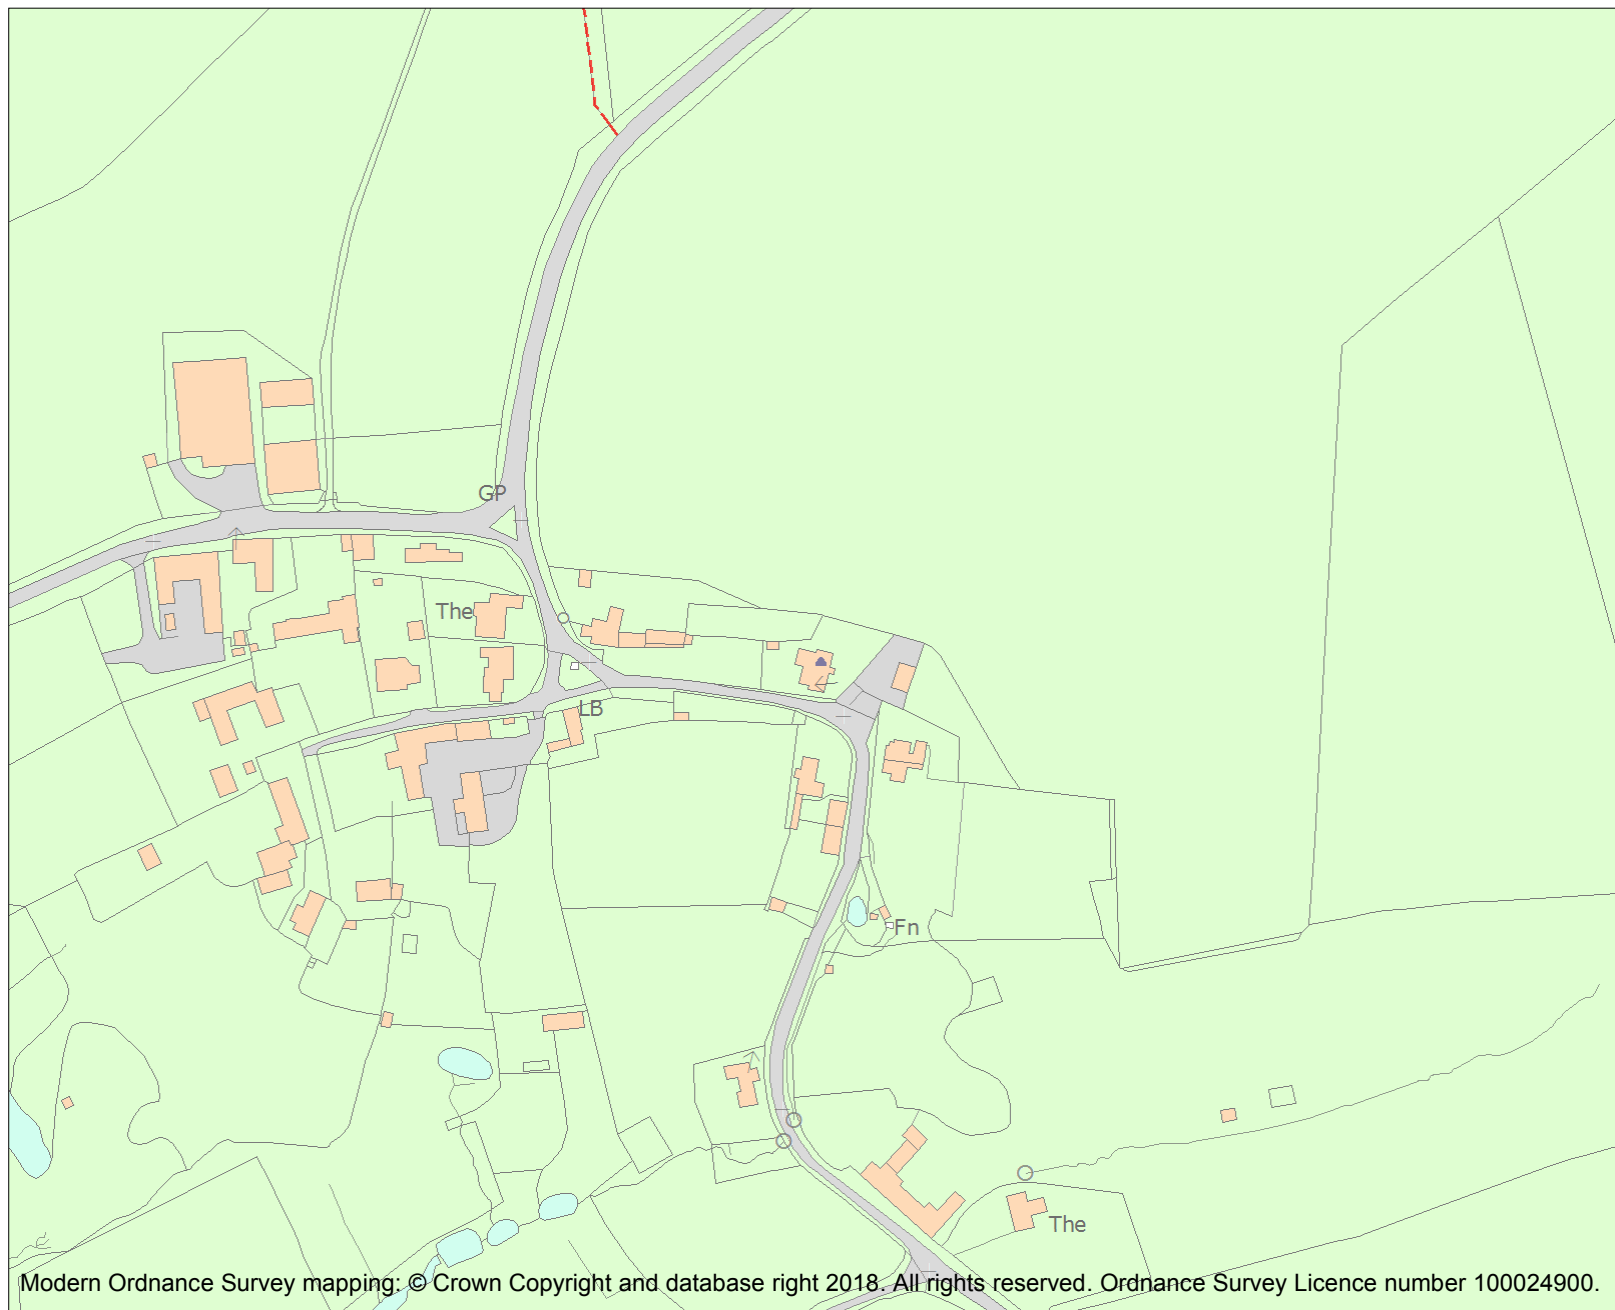 GP
The
LB
Fn
The
Modern Ordnance Survey mapping: © Crown Copyright and database right 2018. All rights reserved. Ordnance Survey Licence number 100024900.